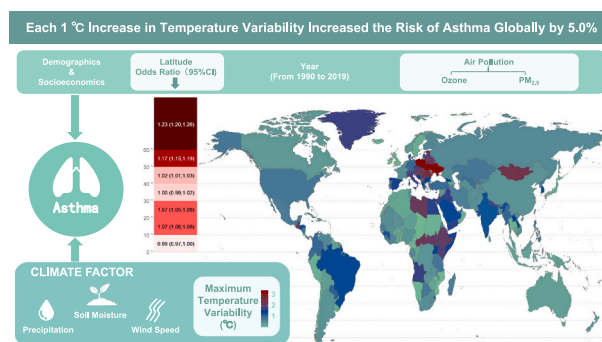 Each 1 ℃ Increase in Temperature Variability Increased the Risk of Asthma Globally by 5.0%
Demographics
&
Socioeconomics
Latitude
Odds Ratio (95%CI)
Year
(From 1990 to 2019)
Air Pollution
Ozone
PM2.5
1.23 (1.20,1.26)
60
1.17 (1.15,1.19)
50
1.02 (1.01,1.03)
40
1.00 (0.99,1.02)
30
1.07 (1.05,1.08)
20
1.07 (1.06,1.08)
10
0.99 (0.97,1.00)
0
Asthma
CLIMATE FACTOR
Soil Moisture
Precipitation
Wind Speed
Maximum
Temperature
Variability
(℃)
3
2
1